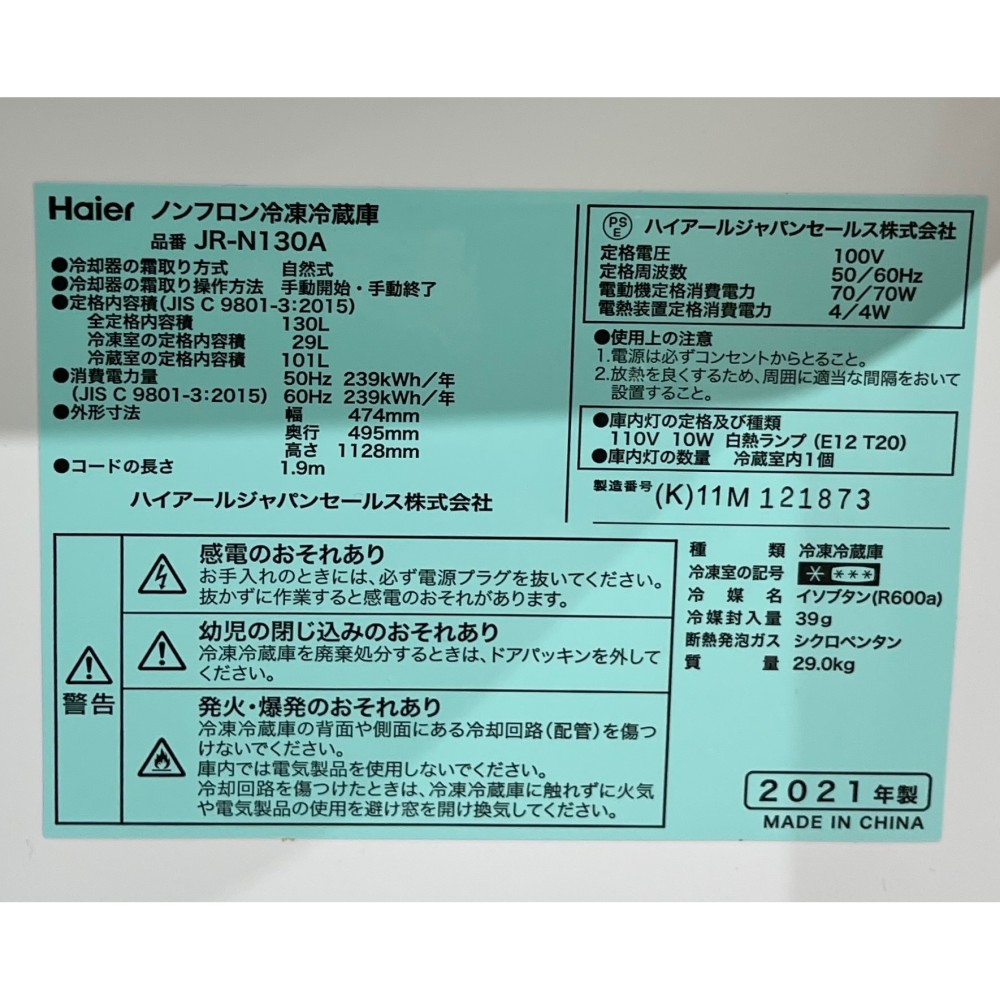 Haier ノンフロン冷凍冷蔵庫
品番 JR-N130A
●冷却器の霜取り方式 自然式
●冷却器の霜取り操作方法 手動開始・手動終了
●定格内容積(JIS C 9801-3:2015)
全定格内容積 130L
冷凍室の定格内容積 29L
冷蔵室の定格内容積 101L
●消費電力量 50Hz 239kWh/年
(JIS C 9801-3:2015) 60Hz 239kWh/年
●外形寸法 幅 474mm
奥行 495mm
高さ 1128mm
●コードの長さ 1.9m
ハイアールジャパンセールス株式会社
PSE ハイアールジャパンセールス株式会社
定格電圧 100V
定格周波数 50/60Hz
電動機定格消費電力 70/70W
電熱装置定格消費電力 4/4W
●使用上の注意
1.電源は必ずコンセントからとること。
2.放熱を良くするため、周囲に適当な間隔をおいて
設置すること。
●庫内灯の定格及び種類
110V 10W 白熱ランプ (E12 T20)
●庫内灯の数量 冷蔵室内1個
製造番号 (K)11M 121873
警告
感電のおそれあり
お手入れのときには、必ず電源プラグを抜いてください。
抜かずに作業すると感電のおそれがあります。
幼児の閉じ込みのおそれあり
冷凍冷蔵庫を廃棄処分するときは、ドアパッキンを外して
ください。
発火・爆発のおそれあり
冷凍冷蔵庫の背面や側面にある冷却回路(配管)を傷つ
けないでください。
庫内では電気製品を使用しないでください。
冷却回路を傷つけたときは、冷凍冷蔵庫に触れずに火気
や電気製品の使用を避け窓を開け換気してください。
種類 冷凍冷蔵庫
冷凍室の記号 * ***
冷媒名 イソブタン(R600a)
冷媒封入量 39g
断熱発泡ガス シクロペンタン
質量 29.0kg
2021年製
MADE IN CHINA